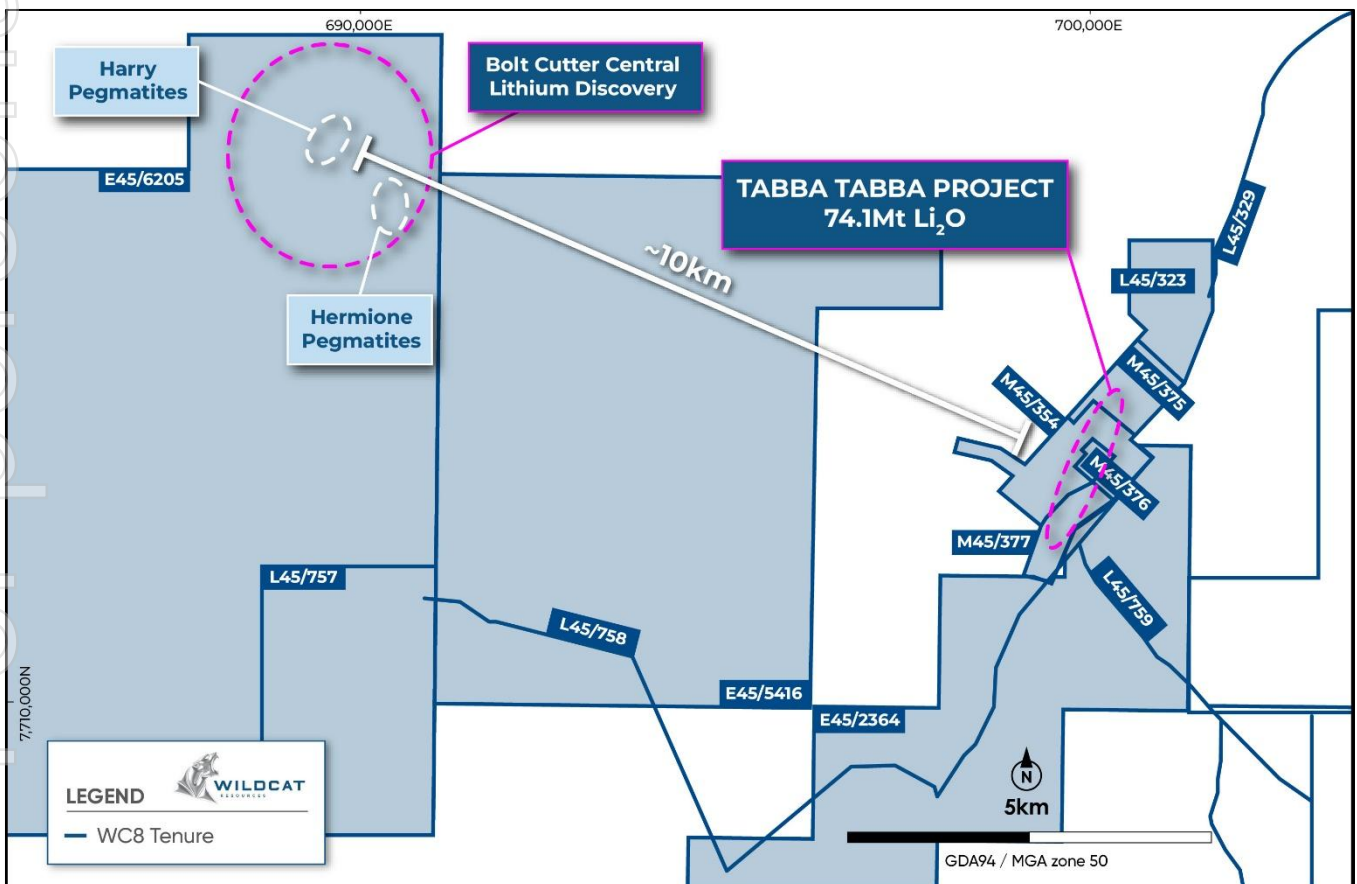 690,000E
700,000E
Harry
Pegmatites
Bolt Cutter Central
Lithium Discovery
E45/6205
TABBA TABBA PROJECT
74.1Mt Li₂O
L45/329
L45/323
~10km
Hermione
Pegmatites
M45/354
M45/375
M45/376
M45/377
L45/757
L45/758
L45/759
E45/5416
E45/2364
7,710,000N
LEGEND
WILDCAT
RESOURCES
WC8 Tenure
N
5km
GDA94 / MGA zone 50